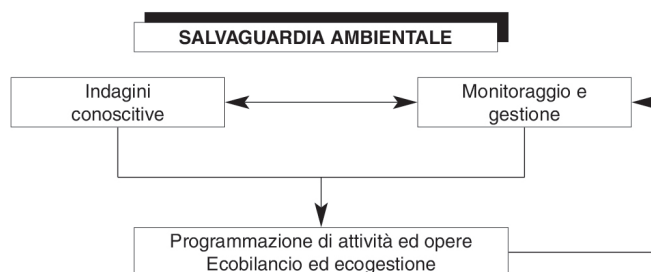 SALVAGUARDIA AMBIENTALE
Indagini
conoscitive
Monitoraggio e
gestione
Programmazione di attività ed opere
Ecobilancio ed ecogestione